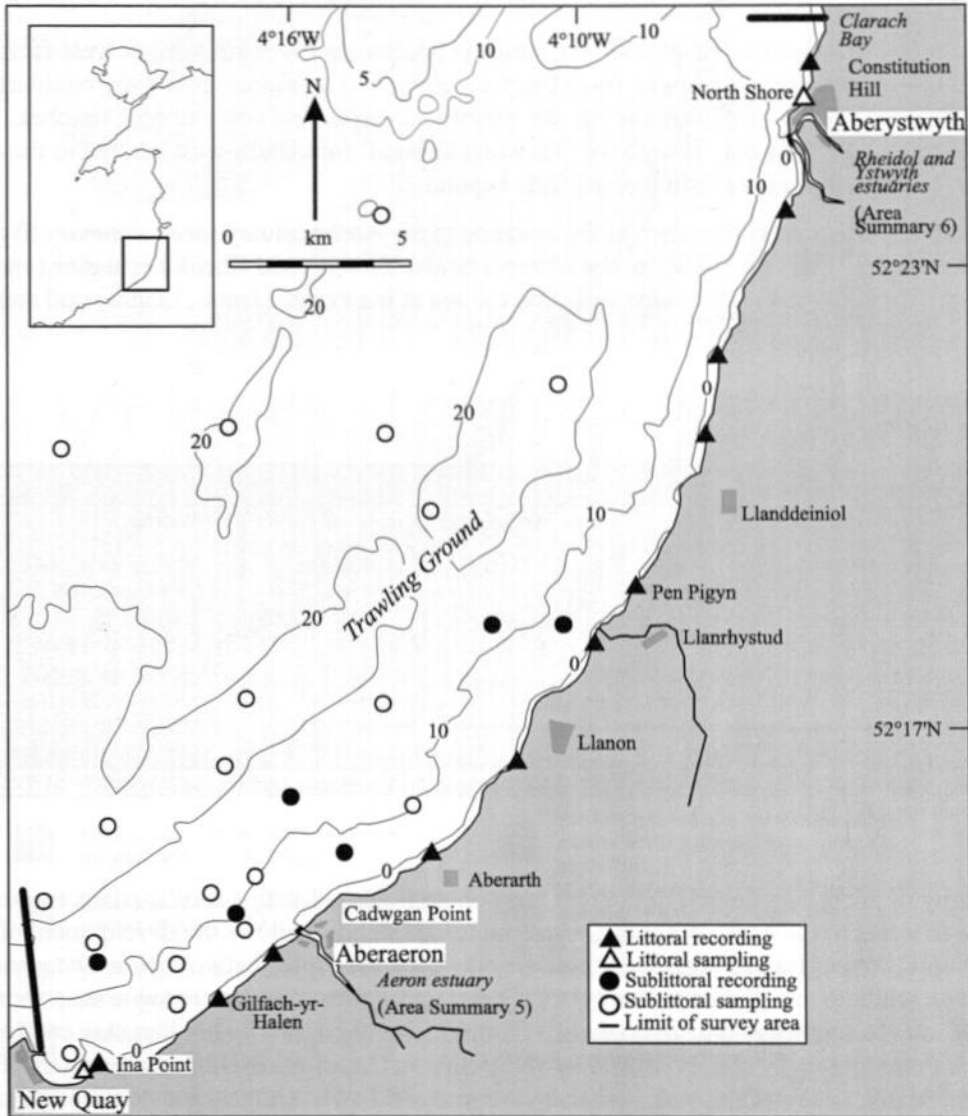 4°16'W
10
4°10'W
10
Clarach
Bay
5
N
Constitution
Hill
North Shore
Aberystwyth
0
Rheidol and
Ystwyth
estuaries
10
(Area
Summary 6)
0 5
km
52°23'N
20
0
20
20
10
Llanddeiniol
Trawling Ground
20
Pen Pigyn
Llanrhystud
0
10
Llanon
52°17'N
0
Aberarth
Cadwgan Point
Aberaeron
Aeron estuary
(Area Summary 5)
Gilfach-yr-
Halen
Littoral recording
Littoral sampling
Sublittoral recording
Sublittoral sampling
Limit of survey area
0
Ina Point
New Quay